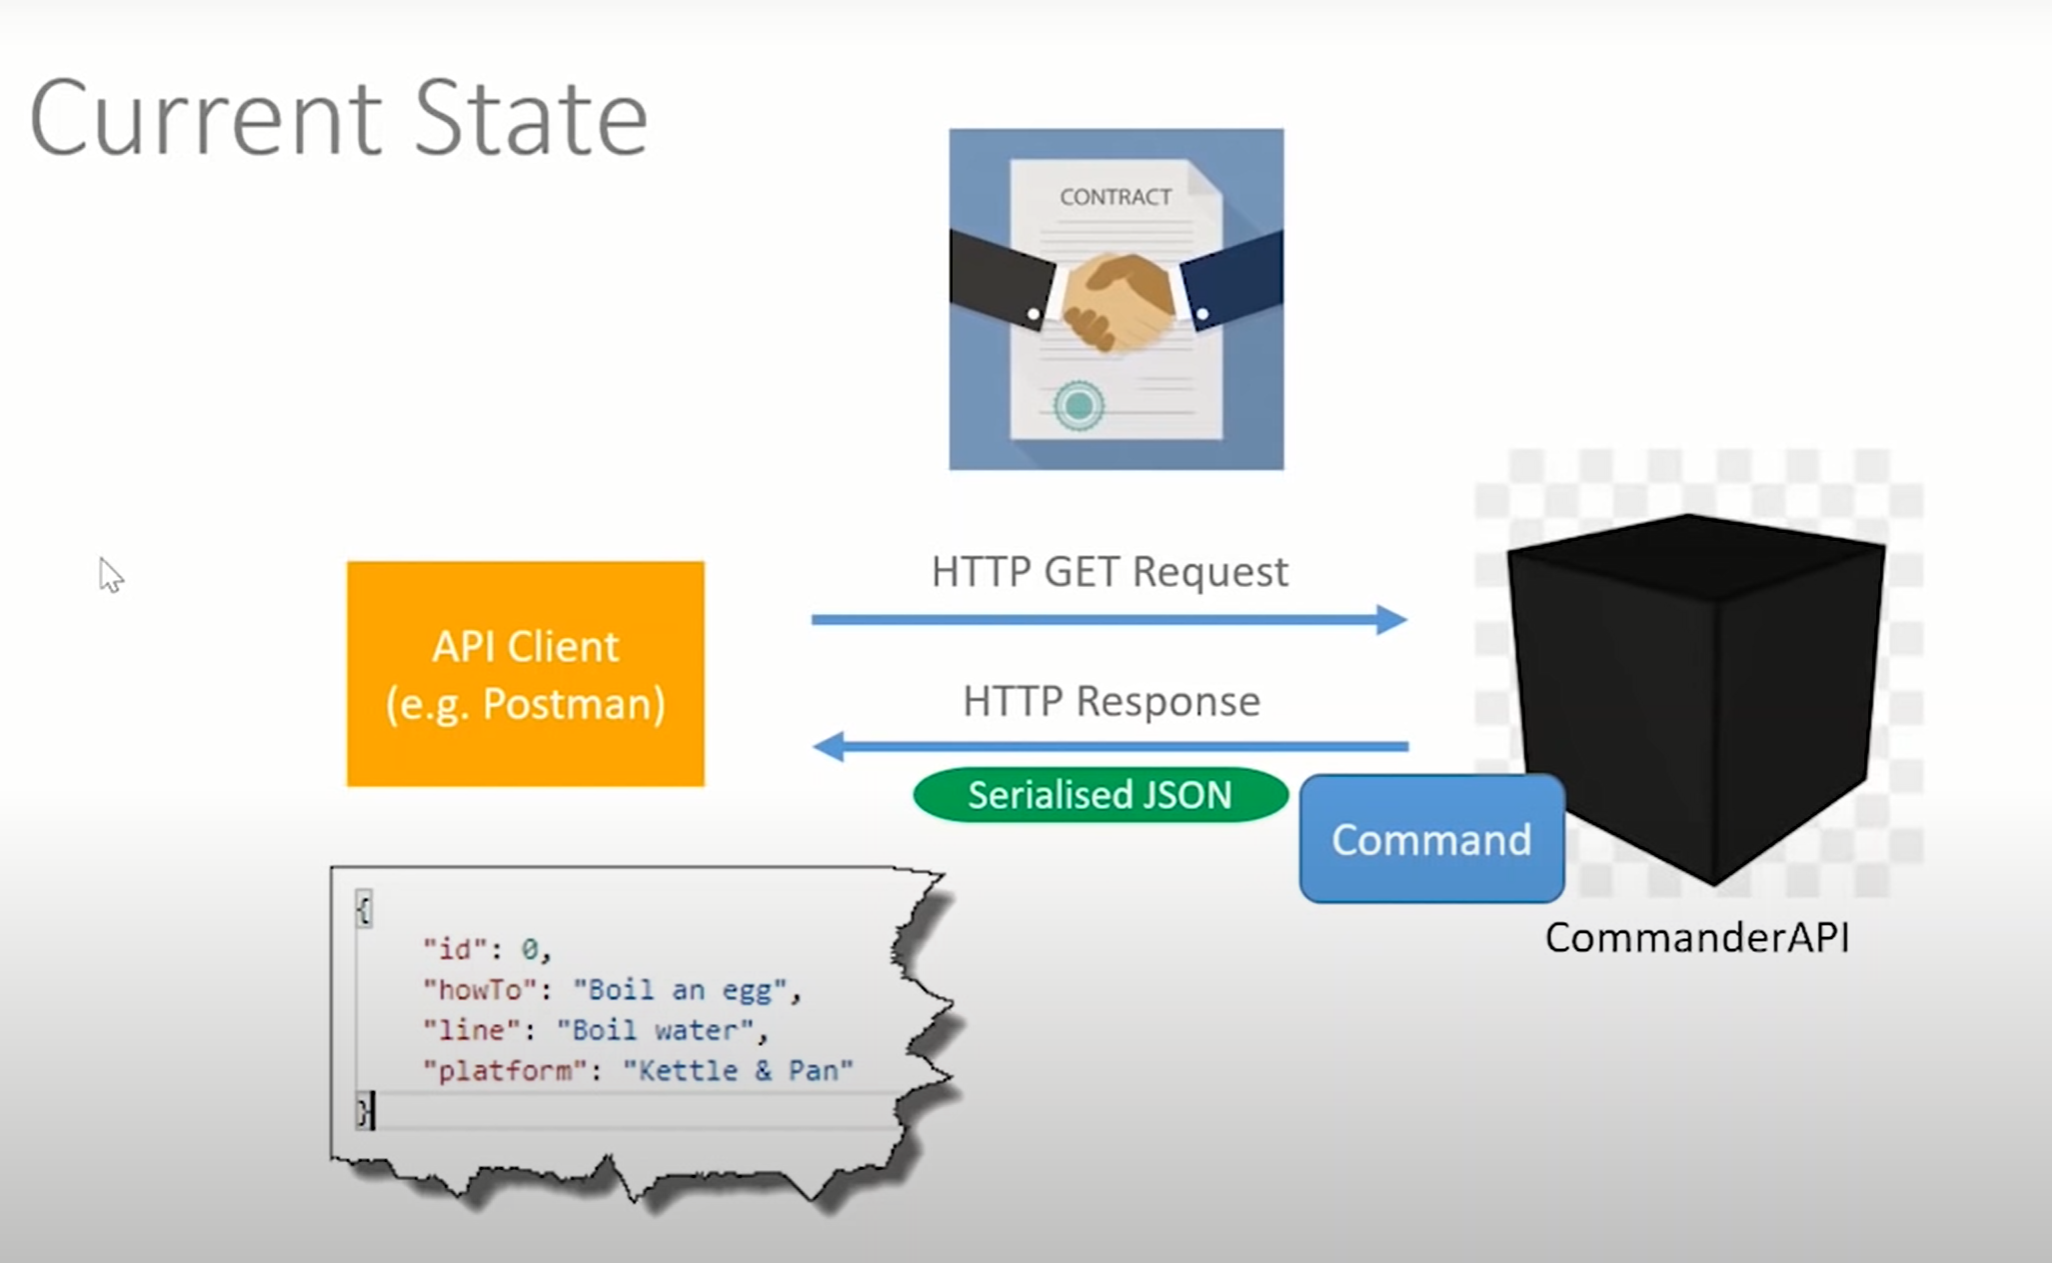 Current State
CONTRACT
HTTP GET Request
API Client
(e.g. Postman)
HTTP Response
Serialised JSON
Command
CommanderAPI
{
"id": 0,
"howTo": "Boil an egg",
"line": "Boil water",
"platform": "Kettle & Pan"
}